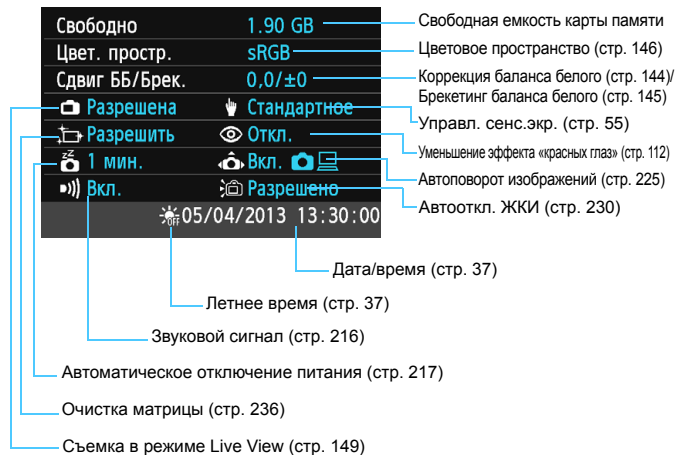 Свободно 1.90 GB
Цвет. простр. sRGB
Сдвиг ББ/Брек. 0,0/±0
Разрешена Стандартное
Разрешить Откл.
zz 1 мин. Вкл.
Вкл. Разрешено
OFF 05/04/2013 13:30:00
Свободная емкость карты памяти
Цветовое пространство (стр. 146)
Коррекция баланса белого (стр. 144)/
Брекетинг баланса белого (стр. 145)
Управл. сенс.экр. (стр. 55)
Уменьшение эффекта «красных глаз» (стр. 112)
Автоповорот изображений (стр. 225)
Автооткл. ЖКИ (стр. 230)
Дата/время (стр. 37)
Летнее время (стр. 37)
Звуковой сигнал (стр. 216)
Автоматическое отключение питания (стр. 217)
Очистка матрицы (стр. 236)
Съемка в режиме Live View (стр. 149)